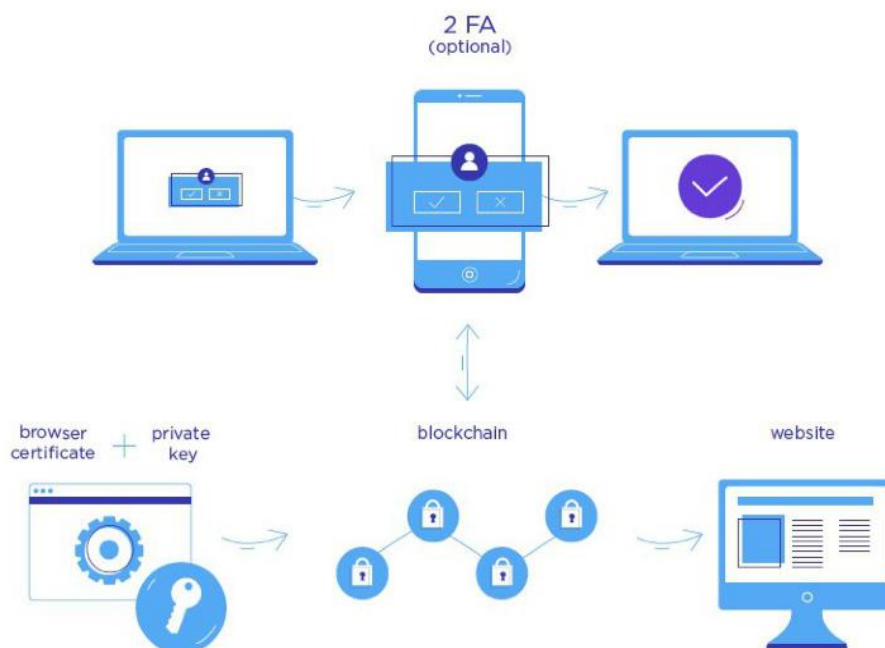 2 FA
(optional)
browser
certificate
+
private
key
blockchain
website